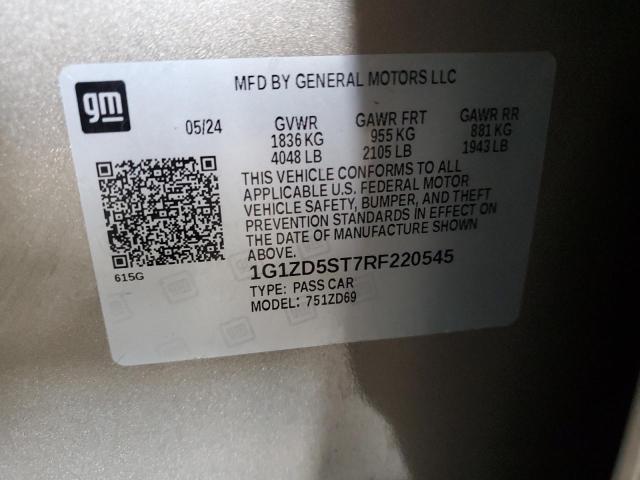 gm
MFD BY GENERAL MOTORS LLC
05/24
GVWR
1836 KG
4048 LB
GAWR FRT
955 KG
2105 LB
GAWR RR
881 KG
1943 LB
THIS VEHICLE CONFORMS TO ALL
APPLICABLE U.S. FEDERAL MOTOR
VEHICLE SAFETY, BUMPER, AND THEFT
PREVENTION STANDARDS IN EFFECT ON
THE DATE OF MANUFACTURE SHOWN
ABOVE.
615G
1G1ZD5ST7RF220545
TYPE: PASS CAR
MODEL: 751ZD69